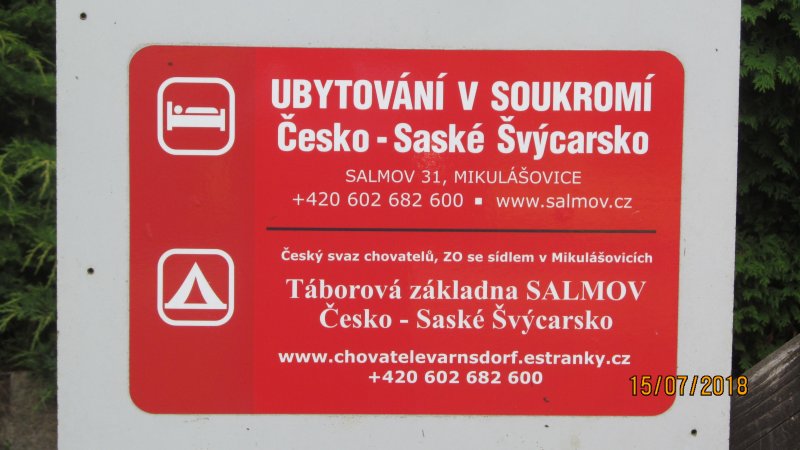 UBYTOVÁNÍ V SOUKROMÍ
Česko - Saské Švýcarsko
SALMOV 31, MIKULÁŠOVICE
+420 602 682 600 ▪ www.salmov.cz
Český svaz chovatelů, ZO se sídlem v Mikulášovicích
Táborová základna SALMOV
Česko - Saské Švýcarsko
www.chovatelevarnsdorf.estranky.cz
+420 602 682 600
15/07/2018